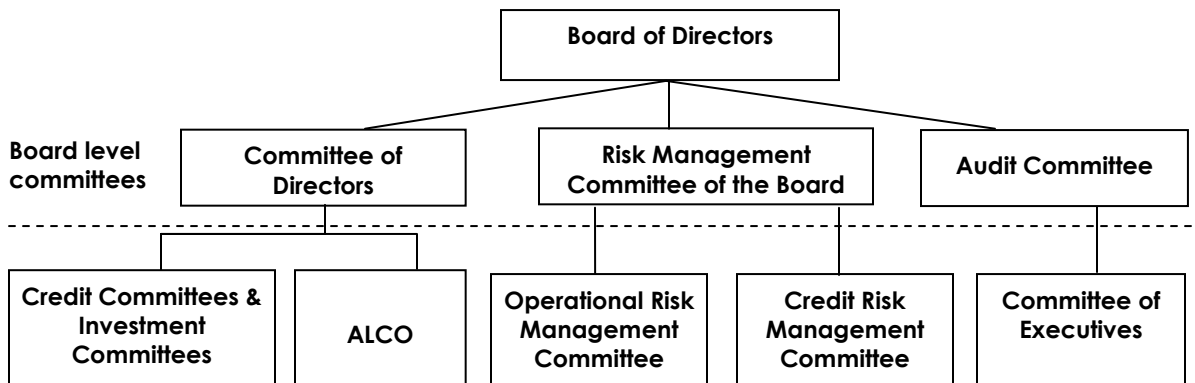 Board of Directors
Board level
committees
Committee of
Directors
Risk Management
Committee of the Board
Audit Committee
Credit Committees &
Investment
Committees
ALCO
Operational Risk
Management
Committee
Credit Risk
Management
Committee
Committee of
Executives